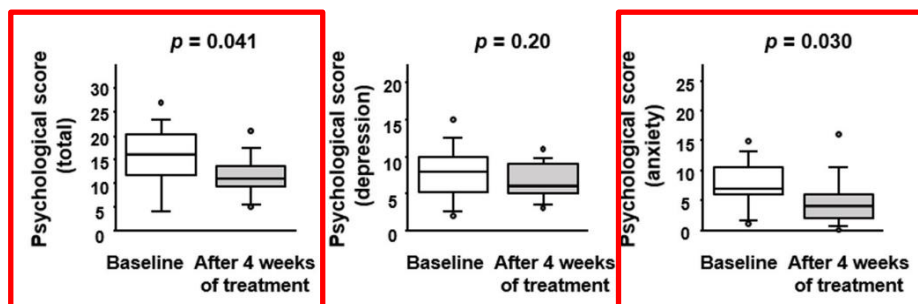 p = 0.041
Psychological score
(total)
30
25
20
15
10
5
0
Baseline
After 4 weeks
of treatment
p = 0.20
Psychological score
(depression)
20
15
10
5
0
Baseline
After 4 weeks
of treatment
p = 0.030
Psychological score
(anxiety)
25
20
15
10
5
0
Baseline
After 4 weeks
of treatment